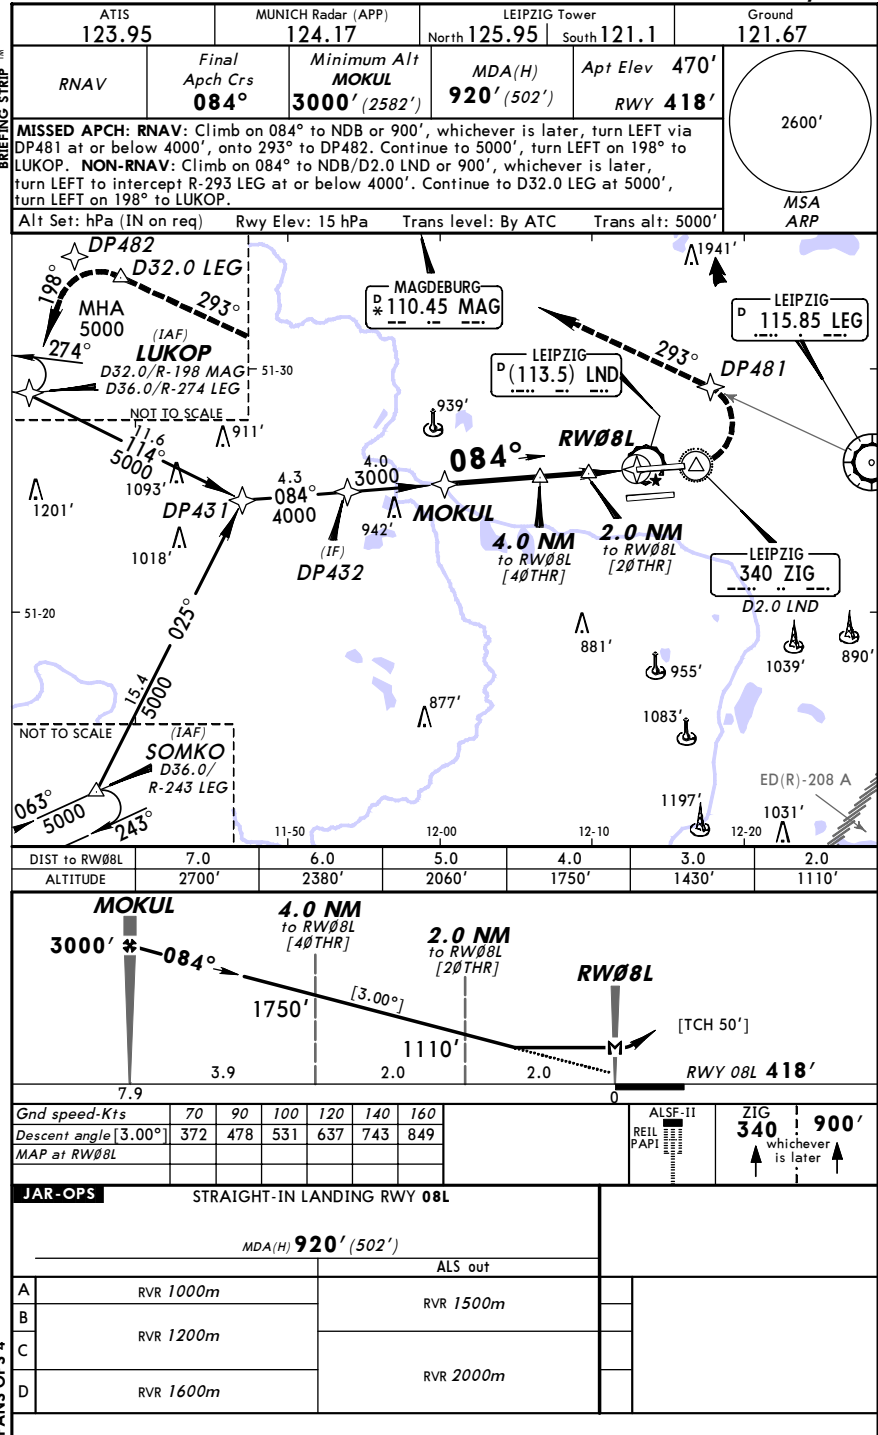 ATIS
123.95
MUNICH Radar (APP)
124.17
LEIPZIG Tower
North 125.95 South 121.1
Ground
121.67
BRIEFING STRIP TM
RNAV
Final
Apch Crs
084°
Minimum Alt
MOKUL
3000' (2582')
MDA(H)
920' (502')
Apt Elev 470'
RWY 418'
MISSED APCH: RNAV: Climb on 084° to NDB or 900', whichever is later, turn LEFT via
DP481 at or below 4000', onto 293° to DP482. Continue to 5000', turn LEFT on 198° to
LUKOP. NON-RNAV: Climb on 084° to NDB/D2.0 LND or 900', whichever is later,
turn LEFT to intercept R-293 LEG at or below 4000'. Continue to D32.0 LEG at 5000',
turn LEFT on 198° to LUKOP.
Alt Set: hPa (IN on req) Rwy Elev: 15 hPa Trans level: By ATC Trans alt: 5000'
2600'
MSA
ARP
DP482
D32.0 LEG
198°
293°
MHA
5000
(IAF)
LUKOP
D32.0/R-198 MAG
D36.0/R-274 LEG
274°
NOT TO SCALE
51-30
MAGDEBURG
D
* 110.45 MAG
1941'
LEIPZIG
D 115.85 LEG
LEIPZIG
D (113.5) LND
293°
DP481
939'
911'
11.6
114°
5000
1093'
1201'
1018'
DP431
4.3
084°
4000
4.0
3000
084°
RWØ8L
MOKUL
942'
(IF)
DP432
4.0 NM
to RWØ8L
[4ØTHR]
2.0 NM
to RWØ8L
[2ØTHR]
LEIPZIG
340 ZIG
D2.0 LND
51-20
025°
15.4
5000
881'
955'
1039'
890'
877'
1083'
1197'
1031'
ED(R)-208 A
NOT TO SCALE
(IAF)
SOMKO
D36.0/
R-243 LEG
063°
5000
243°
11-50
12-00
12-10
12-20
DIST to RWØ8L 7.0 6.0 5.0 4.0 3.0 2.0
ALTITUDE 2700' 2380' 2060' 1750' 1430' 1110'
MOKUL
3000'
084°
4.0 NM
to RWØ8L
[4ØTHR]
2.0 NM
to RWØ8L
[2ØTHR]
RWØ8L
1750'
[3.00°]
1110'
M
[TCH 50']
3.9
2.0
2.0
RWY 08L 418'
7.9
0
Gnd speed-Kts 70 90 100 120 140 160
Descent angle [3.00°] 372 478 531 637 743 849
MAP at RWØ8L
ALSF-II
REIL
PAPI
ZIG
340
900'
whichever
is later
JAR-OPS
STRAIGHT-IN LANDING RWY 08L
MDA(H) 920' (502')
ALS out
A
RVR 1000m
RVR 1500m
B
RVR 1200m
C
RVR 2000m
D
RVR 1600m